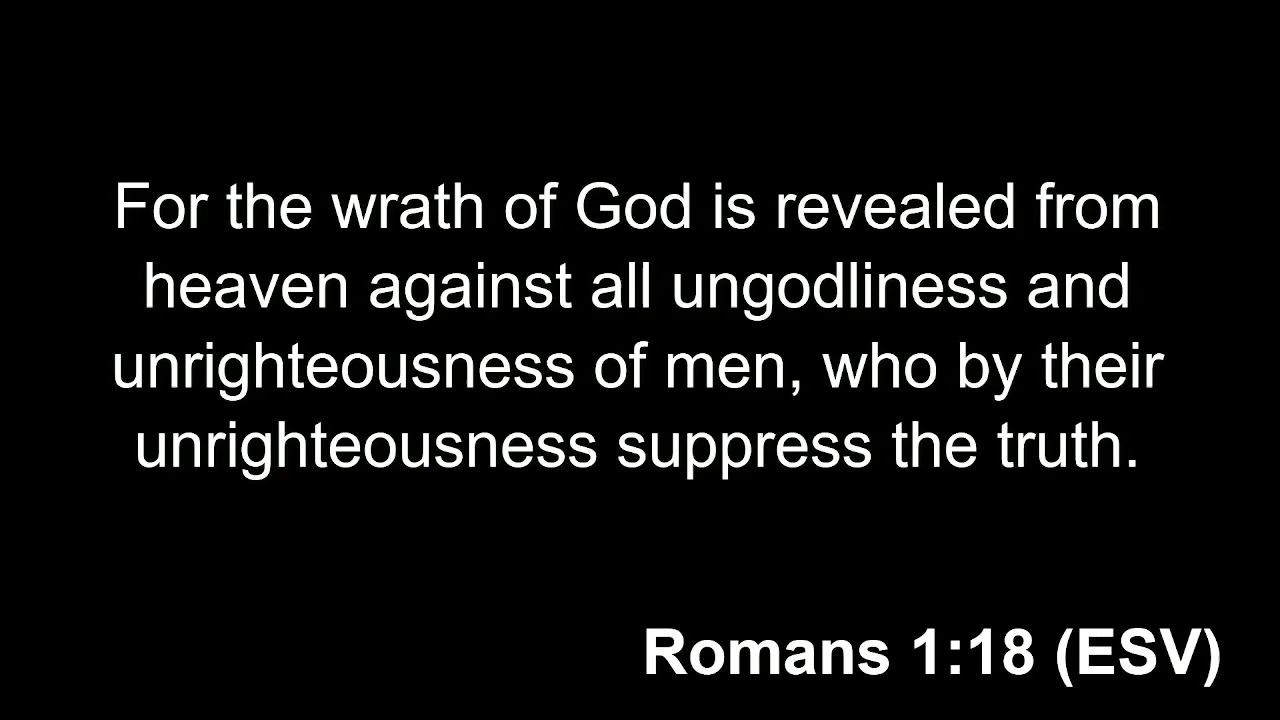 For the wrath of God is revealed from
heaven against all ungodliness and
unrighteousness of men, who by their
unrighteousness suppress the truth.
Romans 1:18 (ESV)